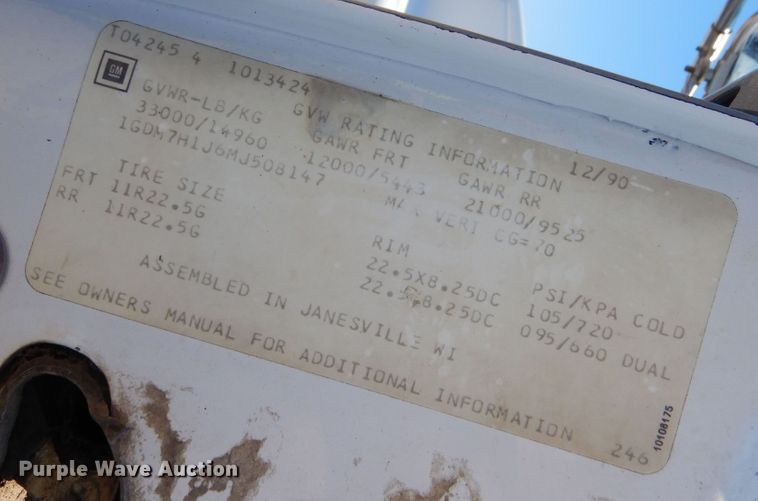 T04245 4 1013424 12/90
GM
GVW RATING INFORMATION
GVWR-LB/KG GAWR FRT GAWR RR
33000/14960 12000/5443 21000/9525
1GDM7H1J6MJ508147 MAX VERT CG=70
TIRE SIZE RIM PSI/KPA COLD
FRT 11R22.5G 22.5X8.25DC 105/720
RR 11R22.5G 22.5X8.25DC 095/660 DUAL
ASSEMBLED IN JANESVILLE WI
SEE OWNERS MANUAL FOR ADDITIONAL INFORMATION 246
10108175
Purple Wave Auction